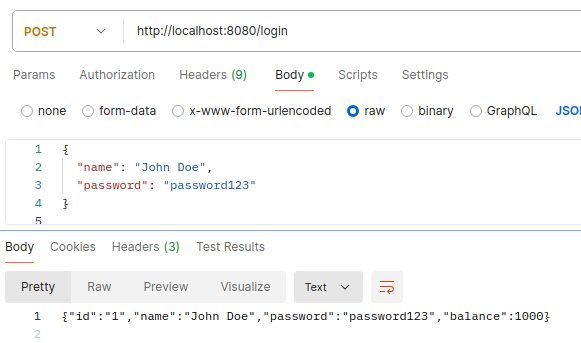 POST http://localhost:8080/login
Params Authorization Headers (9) Body Scripts Settings
none form-data x-www-form-urlencoded raw binary GraphQL JSO
1 {
2 "name": "John Doe",
3 "password": "password123"
4 }
5
Body Cookies Headers (3) Test Results
Pretty Raw Preview Visualize Text
1 {"id":"1","name":"John Doe","password":"password123","balance":1000}
2